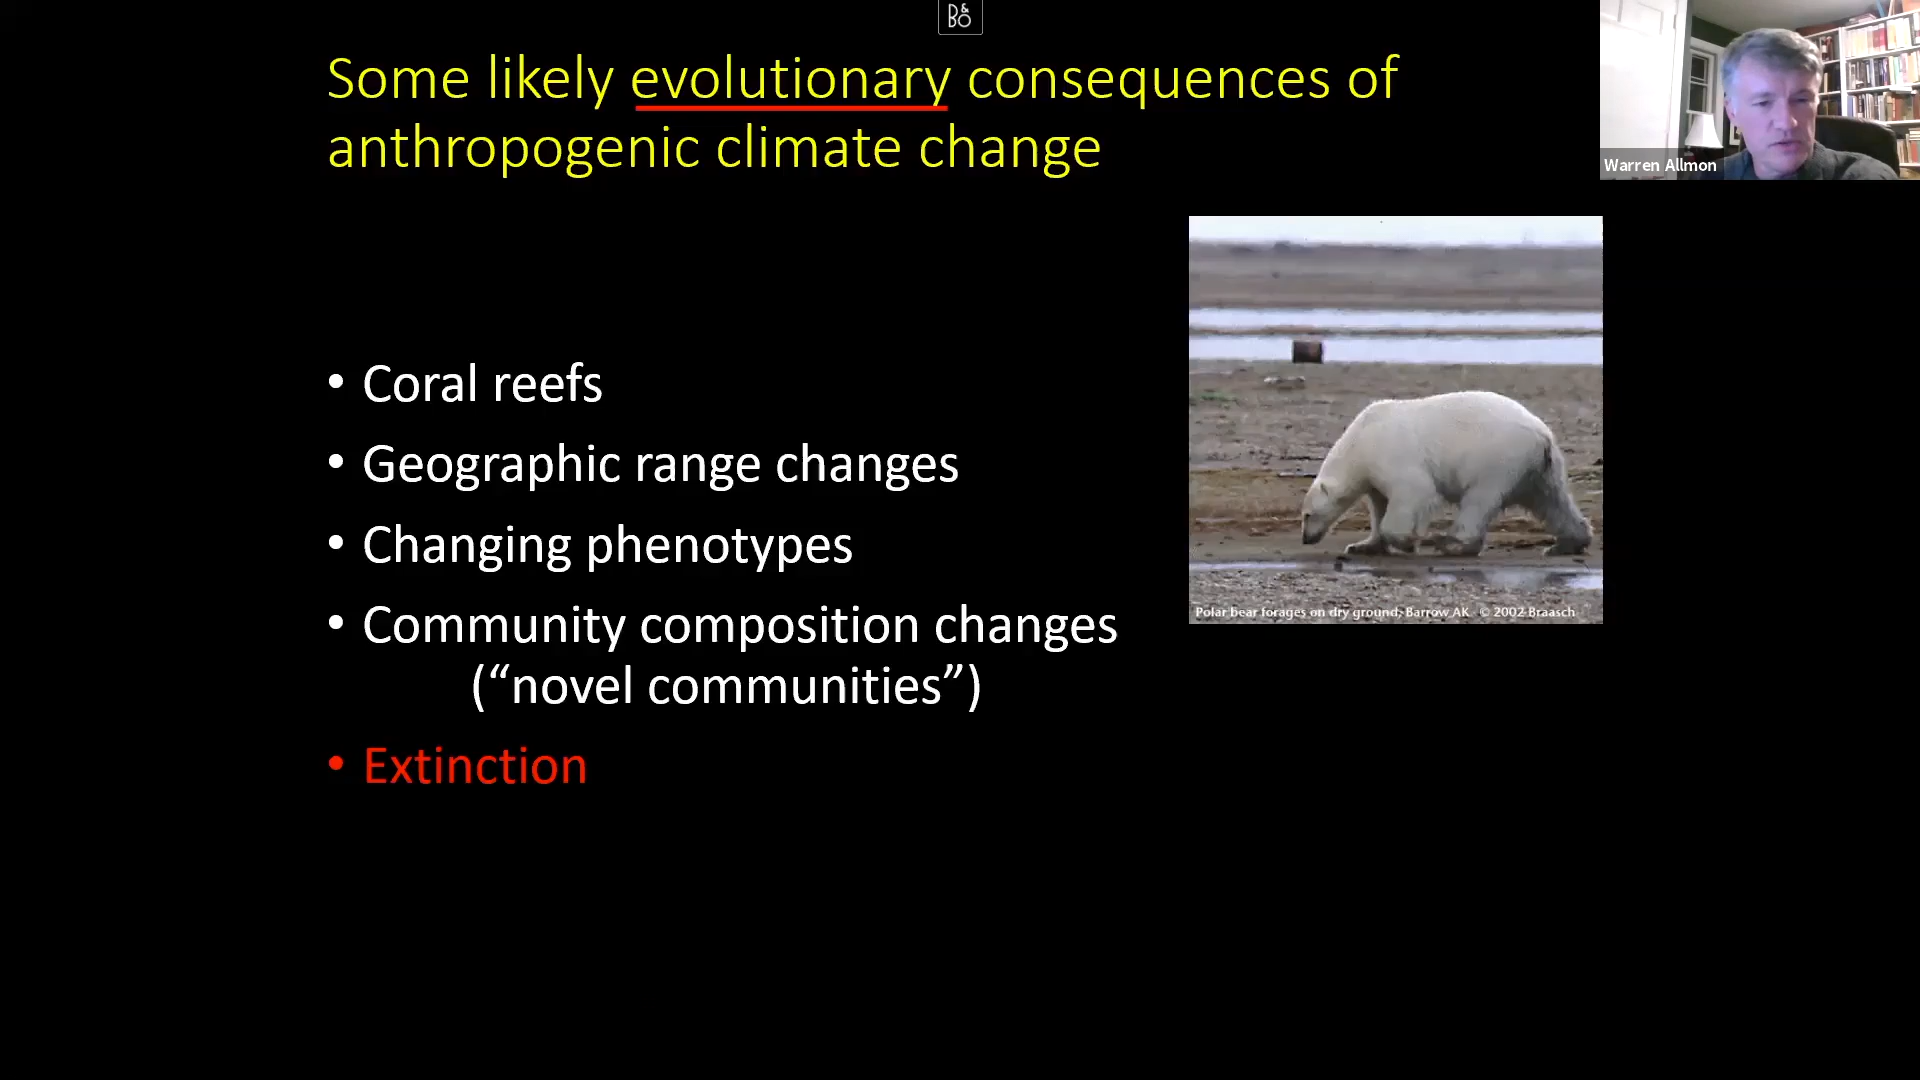 B&O
Some likely evolutionary consequences of
anthropogenic climate change
Warren Allmon
• Coral reefs
• Geographic range changes
• Changing phenotypes
• Community composition changes
(“novel communities”)
• Extinction
Polar bear forages on dry ground, Barrow AK © 2002 Braasch